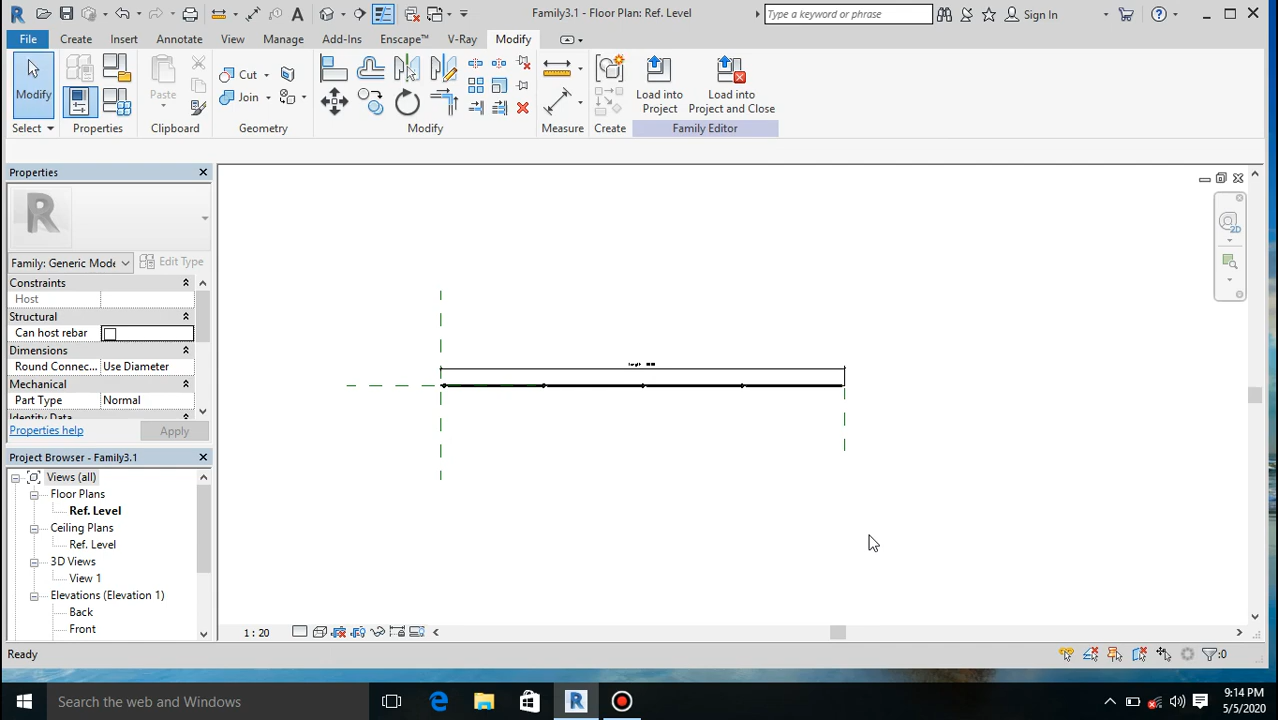 Family3.1 - Floor Plan: Ref. Level
Type a keyword or phrase
Sign In
File
Create
Insert
Annotate
View
Manage
Add-Ins
Enscape™
V-Ray
Modify
Modify
Paste
Cut
Join
Load into
Project
Load into
Project and Close
Select
Properties
Clipboard
Geometry
Modify
Measure
Create
Family Editor
Properties
R
Family: Generic Mode
Edit Type
Constraints
Host
Structural
Can host rebar
Dimensions
Round Connec...
Use Diameter
Mechanical
Part Type
Normal
Identity Data
Properties help
Apply
Project Browser - Family3.1
Views (all)
Floor Plans
Ref. Level
Ceiling Plans
Ref. Level
3D Views
View 1
Elevations (Elevation 1)
Back
Front
2D
1 : 20
Ready
:0
Search the web and Windows
9:14 PM
5/5/2020